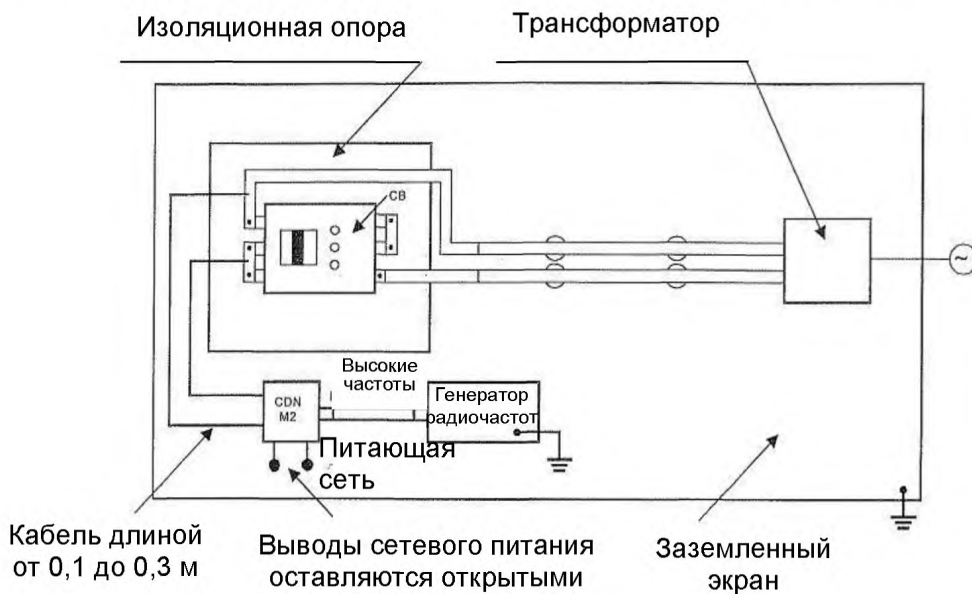 Изоляционная опора
Трансформатор
СВ
~
Высокие
частоты
CDN
M2
Генератор
радиочастот
Питающая
сеть
Кабель длиной
от 0,1 до 0,3 м
Выводы сетевого питания
оставляются открытыми
Заземленный
экран